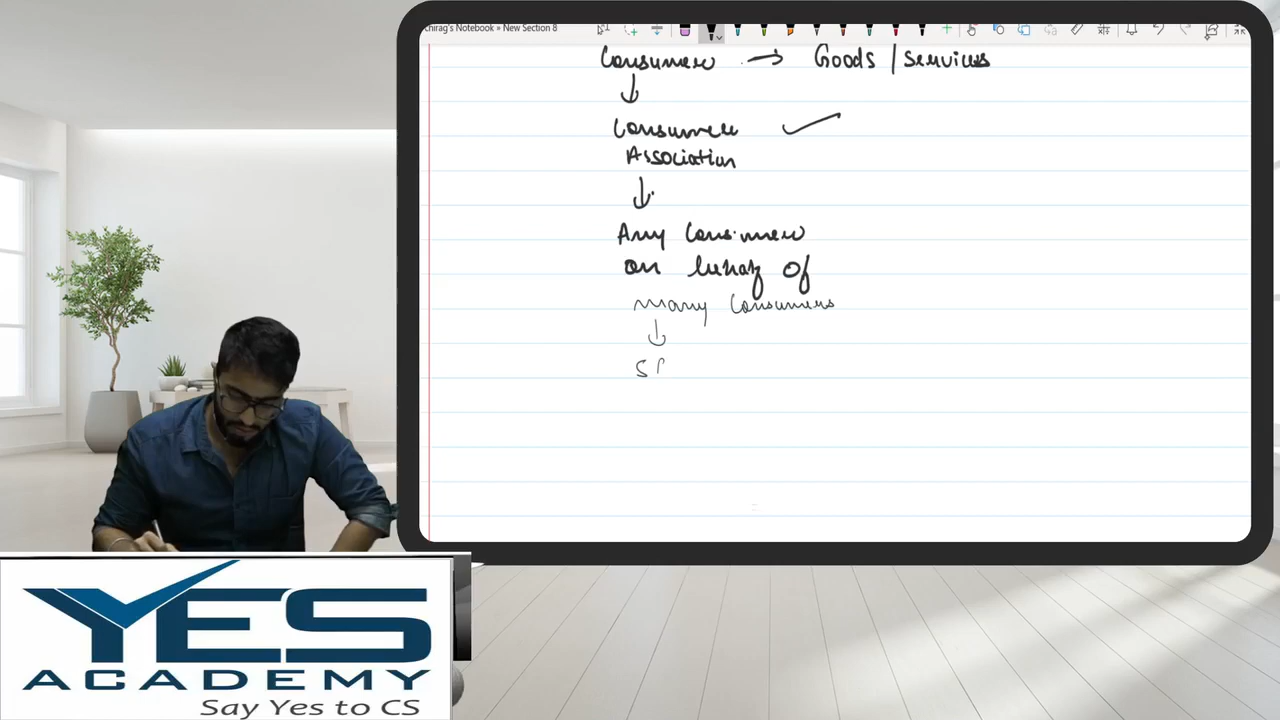 chirag's Notebook » New Section 8
Consumer → Goods / Services
Consumer ✓
Association
Any Consumer
on behalf of
many Consumers
S
YES
ACADEMY
Say Yes to CS